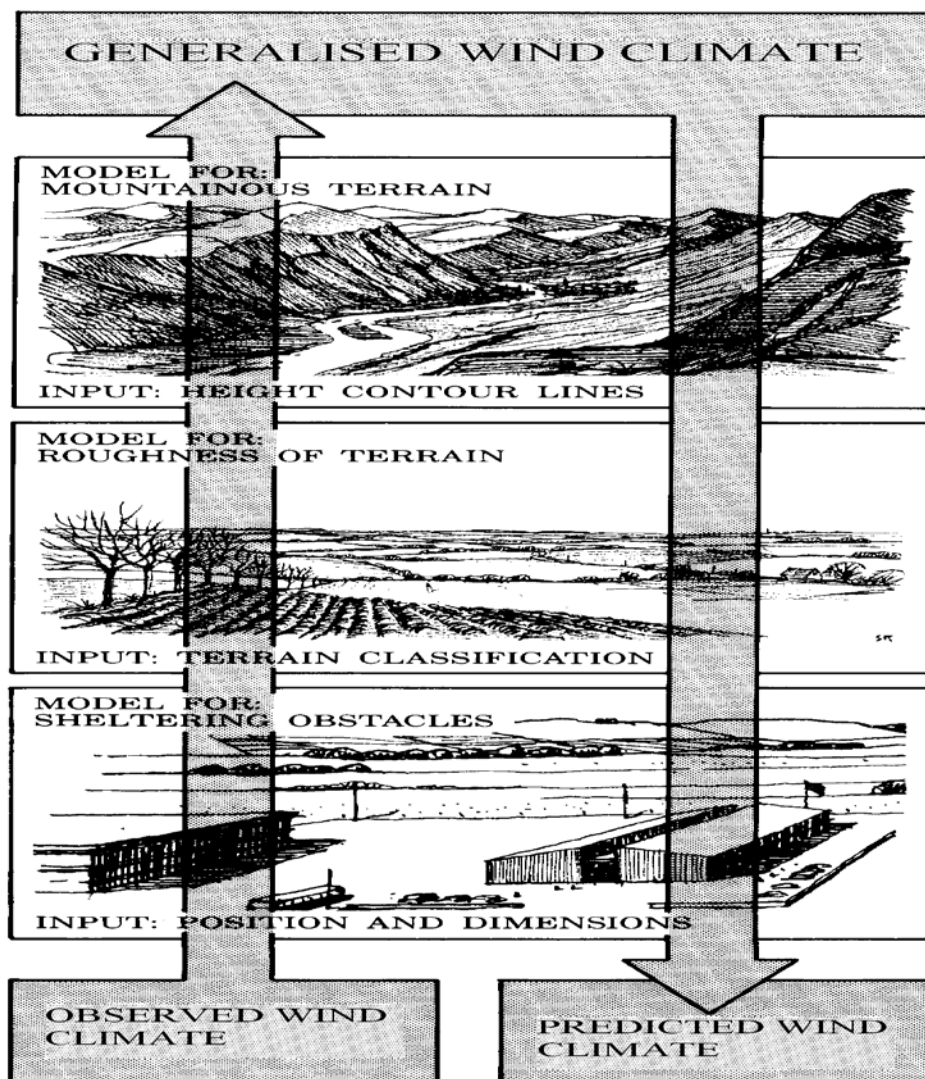 GENERALISED WIND CLIMATE
MODEL FOR:
MOUNTAINOUS TERRAIN
INPUT: HEIGHT CONTOUR LINES
MODEL FOR:
ROUGHNESS OF TERRAIN
INPUT: TERRAIN CLASSIFICATION
MODEL FOR:
SHELTERING OBSTACLES
INPUT: POSITION AND DIMENSIONS
OBSERVED WIND
CLIMATE
PREDICTED WIND
CLIMATE